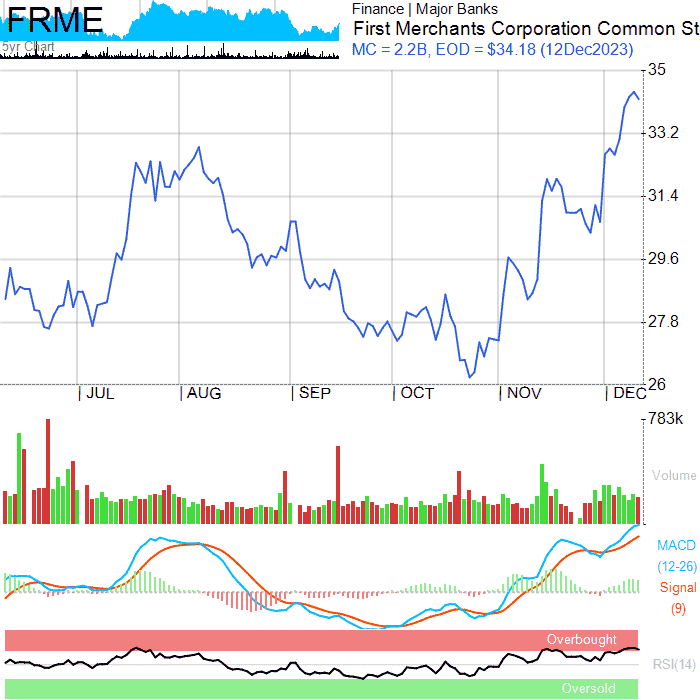 FRME
5yr Chart
Finance | Major Banks
First Merchants Corporation Common St
MC = 2.2B, EOD = $34.18 (12Dec2023)
35
33.2
31.4
29.6
27.8
26
JUL AUG SEP OCT NOV DEC
783k
Volume
MACD
(12-26)
Signal
(9)
Overbought
RSI(14)
Oversold